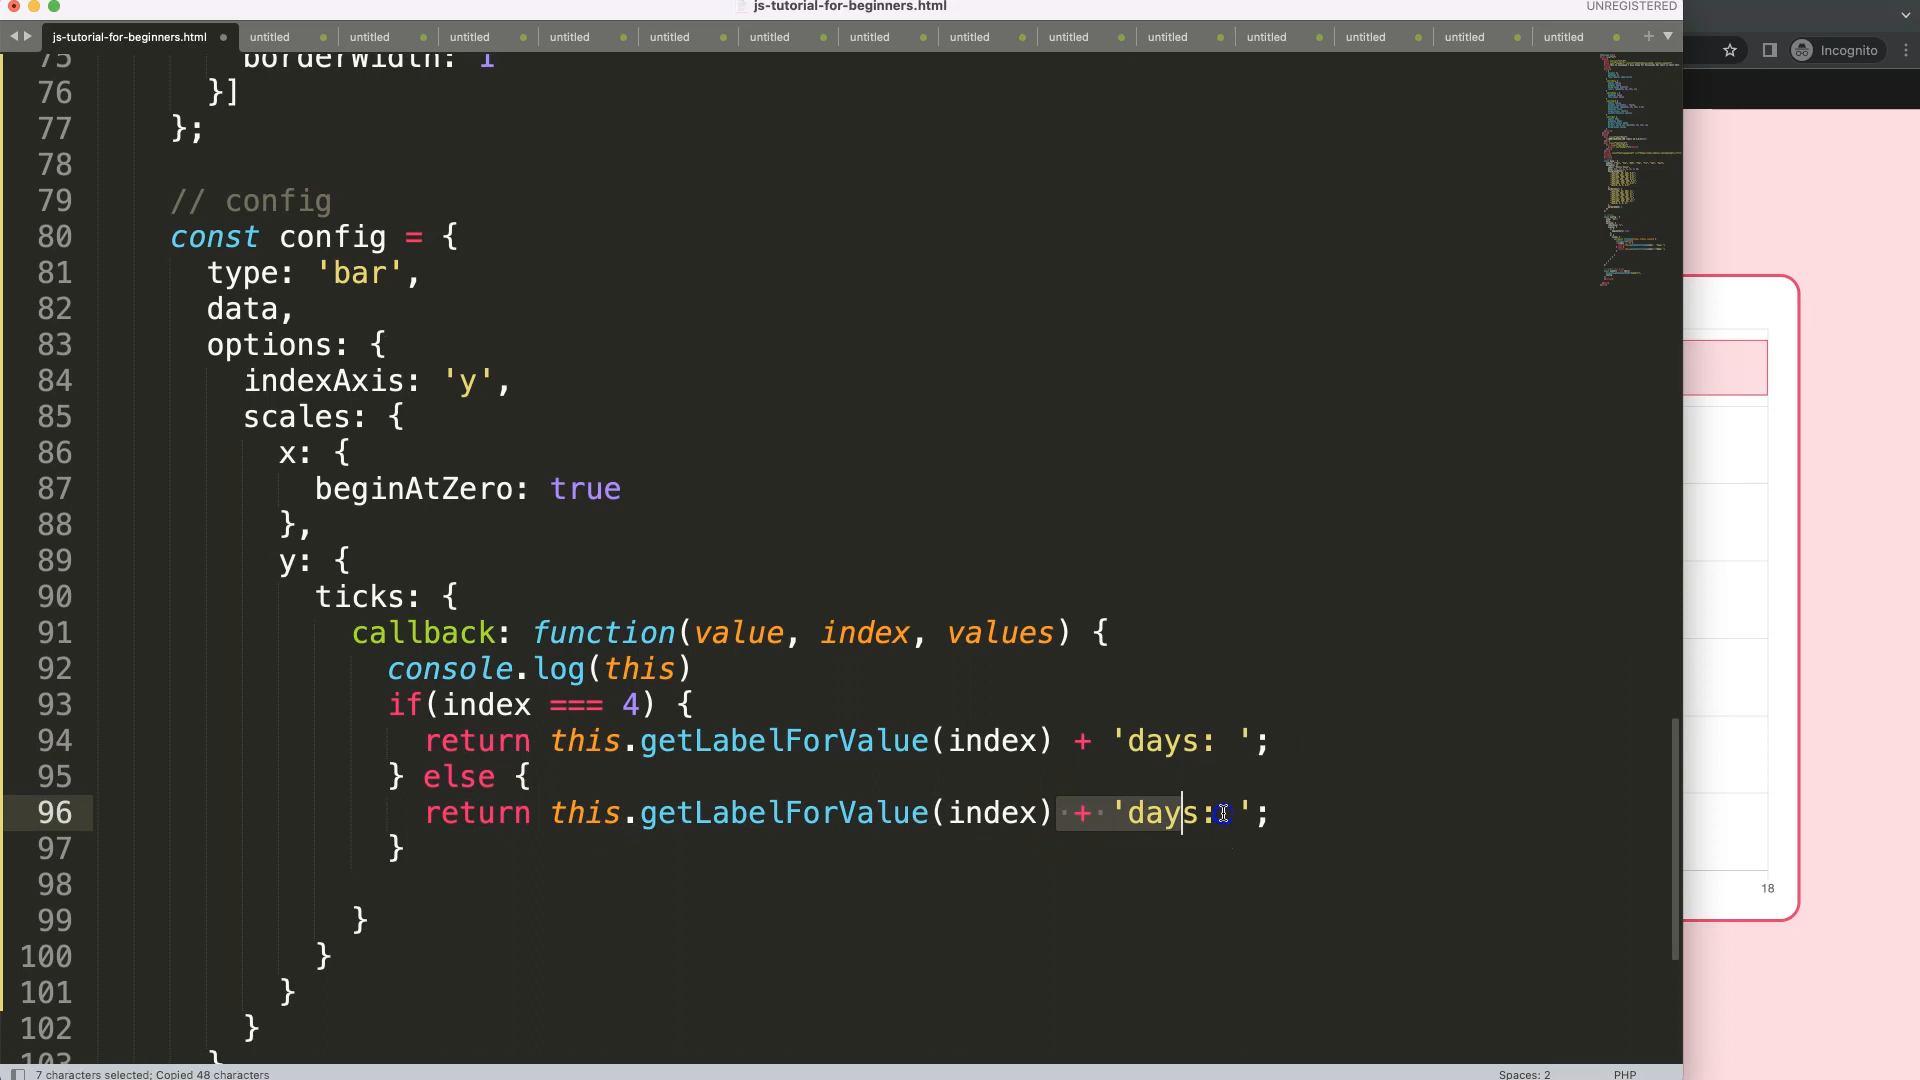 js-tutorial-for-beginners.html
UNREGISTERED
js-tutorial-for-beginners.html untitled untitled untitled untitled untitled untitled untitled untitled untitled untitled untitled untitled untitled untitled
Incognito
75 borderWidth: 1
76 }]
77 };
78
79 // config
80 const config = {
81 type: 'bar',
82 data,
83 options: {
84 indexAxis: 'y',
85 scales: {
86 x: {
87 beginAtZero: true
88 },
89 y: {
90 ticks: {
91 callback: function(value, index, values) {
92 console.log(this)
93 if(index === 4) {
94 return this.getLabelForValue(index) + 'days: ';
95 } else {
96 return this.getLabelForValue(index) + 'days: ';
97 }
98
99 }
100 }
101 }
102 }
103 }
18
7 characters selected; Copied 48 characters
Spaces: 2
PHP